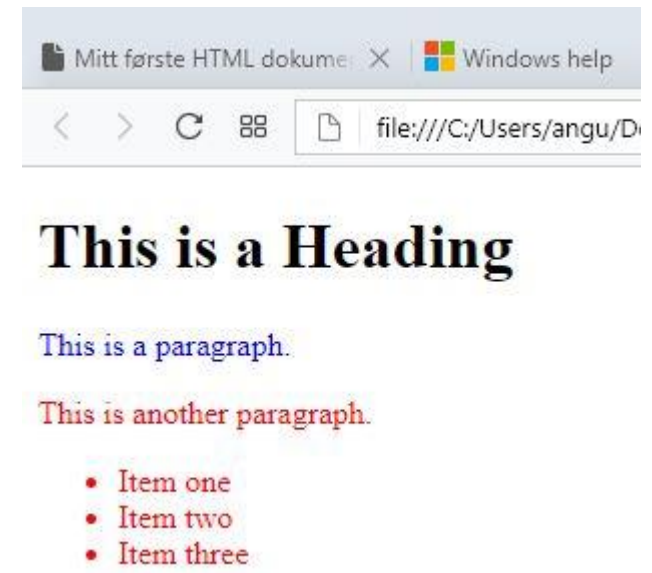 Mitt første HTML dokume
Windows help
file:///C:/Users/angu/D
This is a Heading
This is a paragraph.
This is another paragraph.
Item one
Item two
Item three